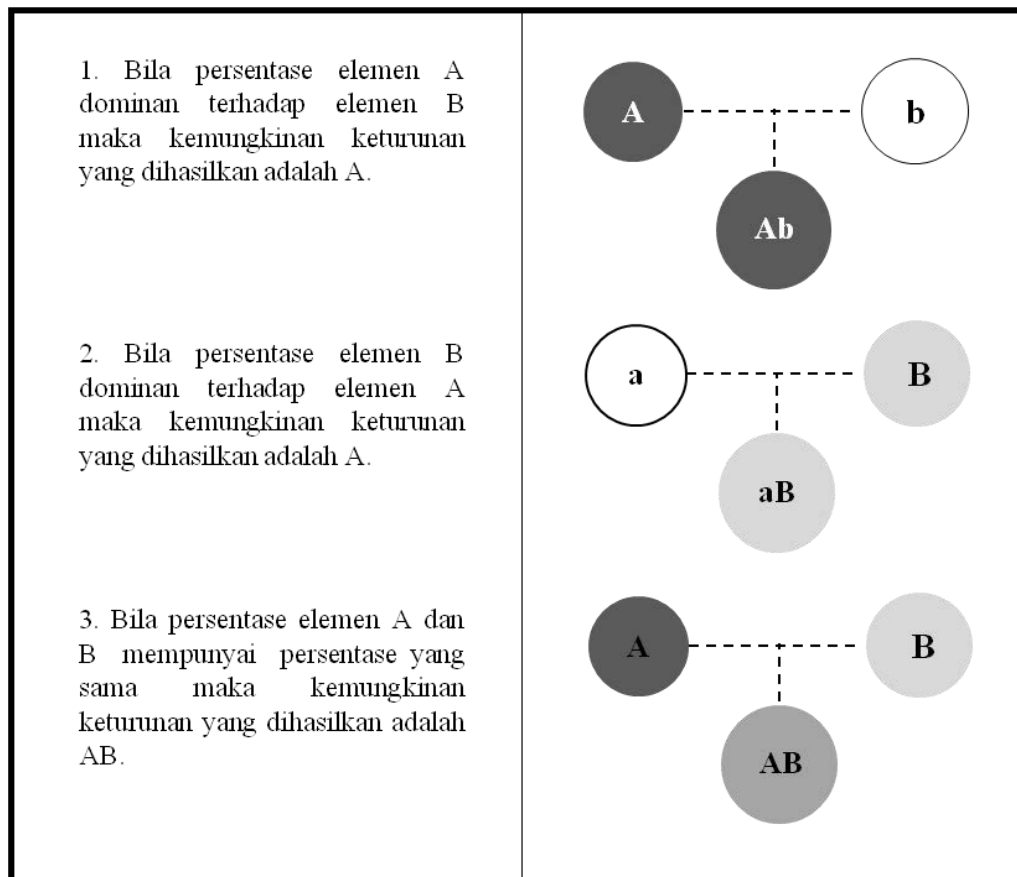 1. Bila persentase elemen A
dominan terhadap elemen B
maka kemungkinan keturunan
yang dihasilkan adalah A.
A
b
Ab
2. Bila persentase elemen B
dominan terhadap elemen A
maka kemungkinan keturunan
yang dihasilkan adalah A.
a
B
aB
3. Bila persentase elemen A dan
B mempunyai persentase yang
sama maka kemungkinan
keturunan yang dihasilkan adalah
AB.
A
B
AB